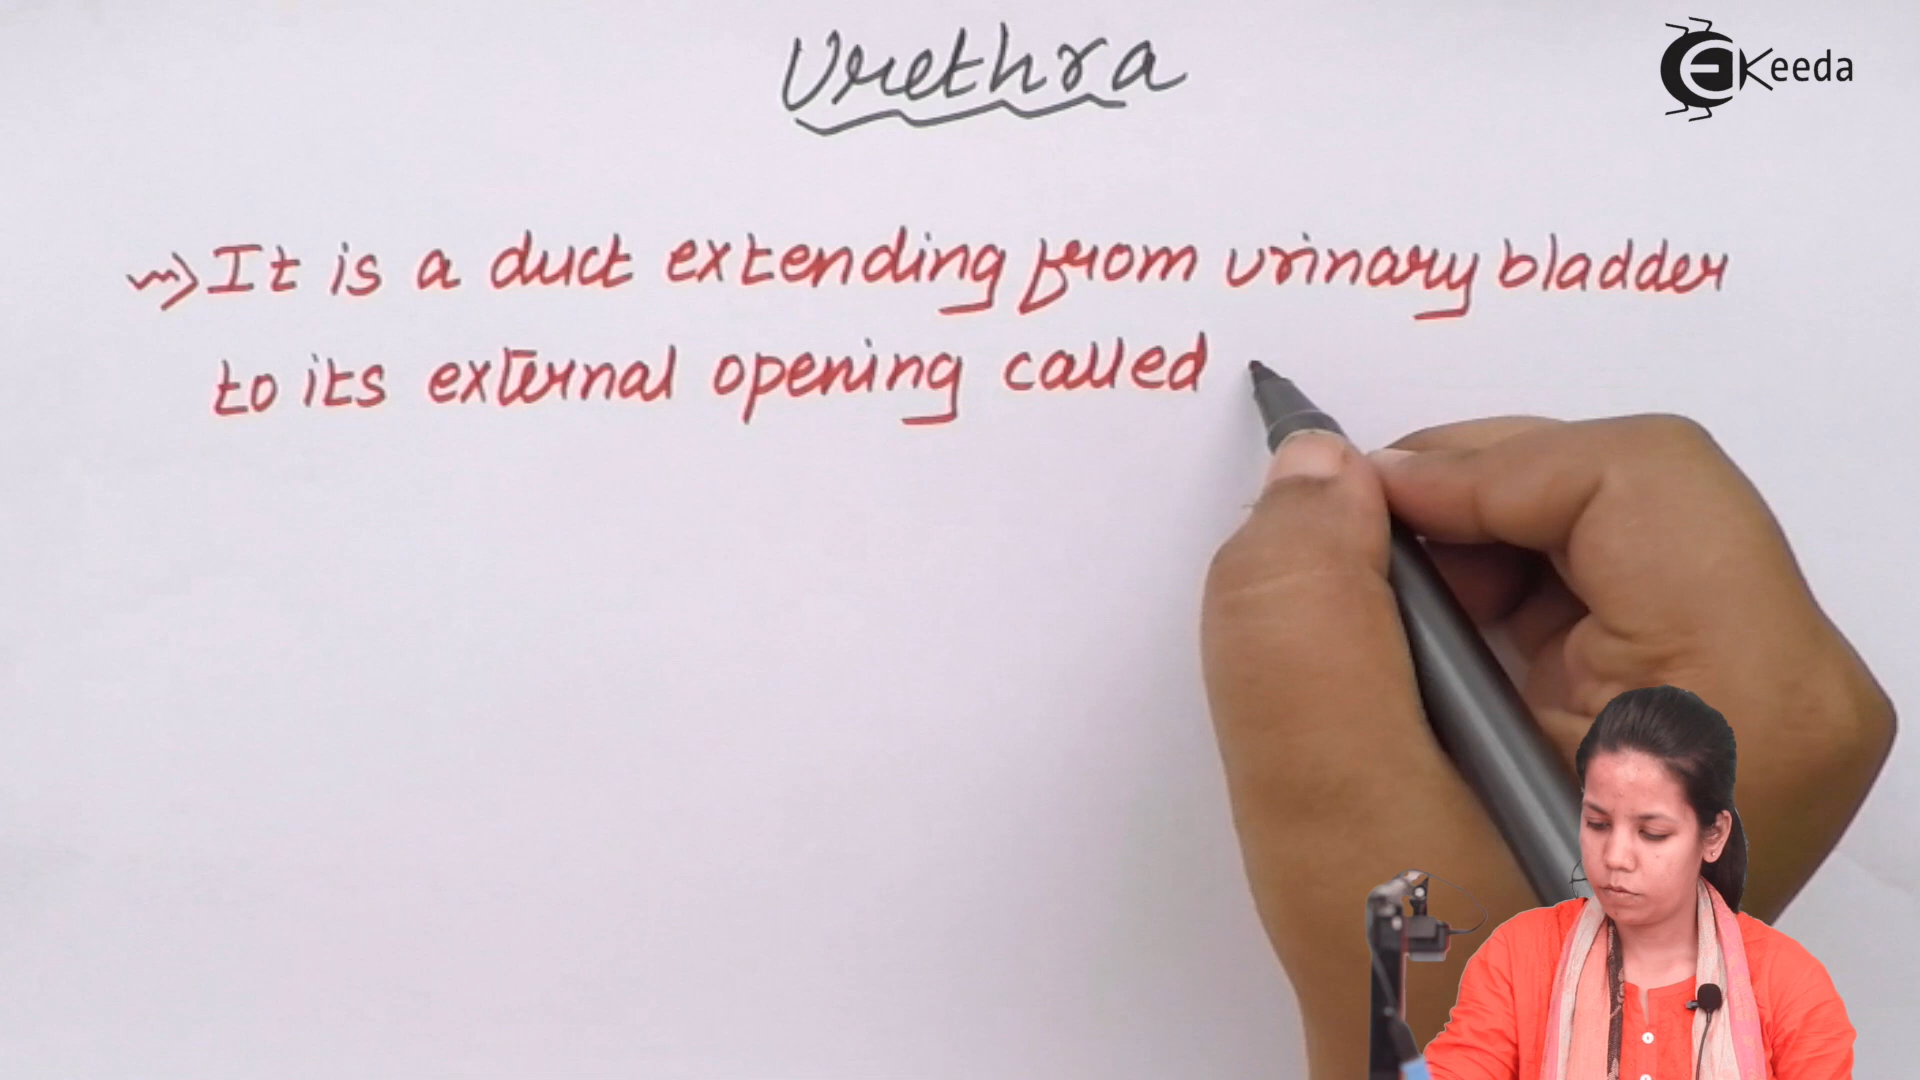 Urethra
EKeeda
It is a duct extending from urinary bladder
to its external opening called